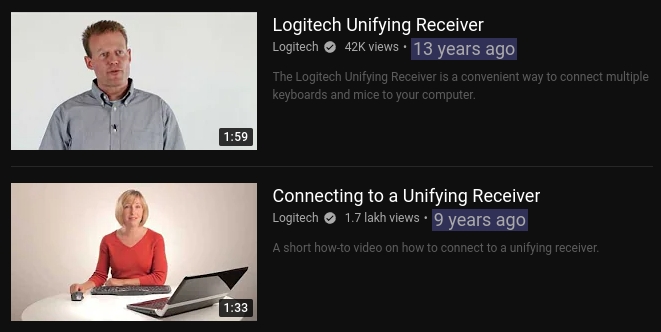 Logitech Unifying Receiver
Logitech 42K views • 13 years ago
The Logitech Unifying Receiver is a convenient way to connect multiple
keyboards and mice to your computer.
1:59
Connecting to a Unifying Receiver
Logitech 1.7 lakh views • 9 years ago
A short how-to video on how to connect to a unifying receiver.
1:33